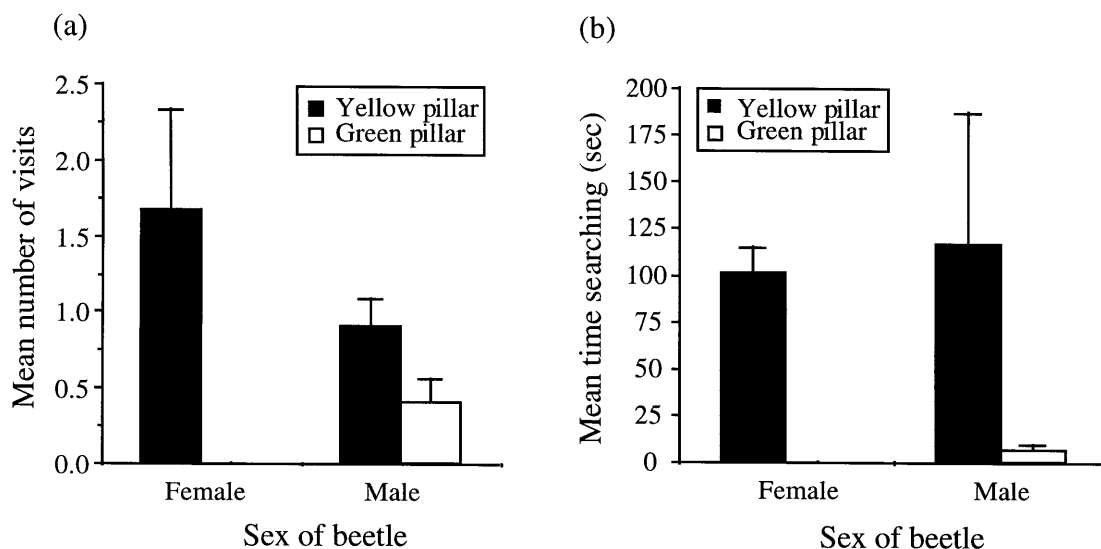 (a)
Mean number of visits
2.5
2.0
1.5
1.0
0.5
0.0
Yellow pillar
Green pillar
Female
Male
Sex of beetle
(b)
Mean time searching (sec)
200
175
150
125
100
75
50
25
0
Yellow pillar
Green pillar
Female
Male
Sex of beetle